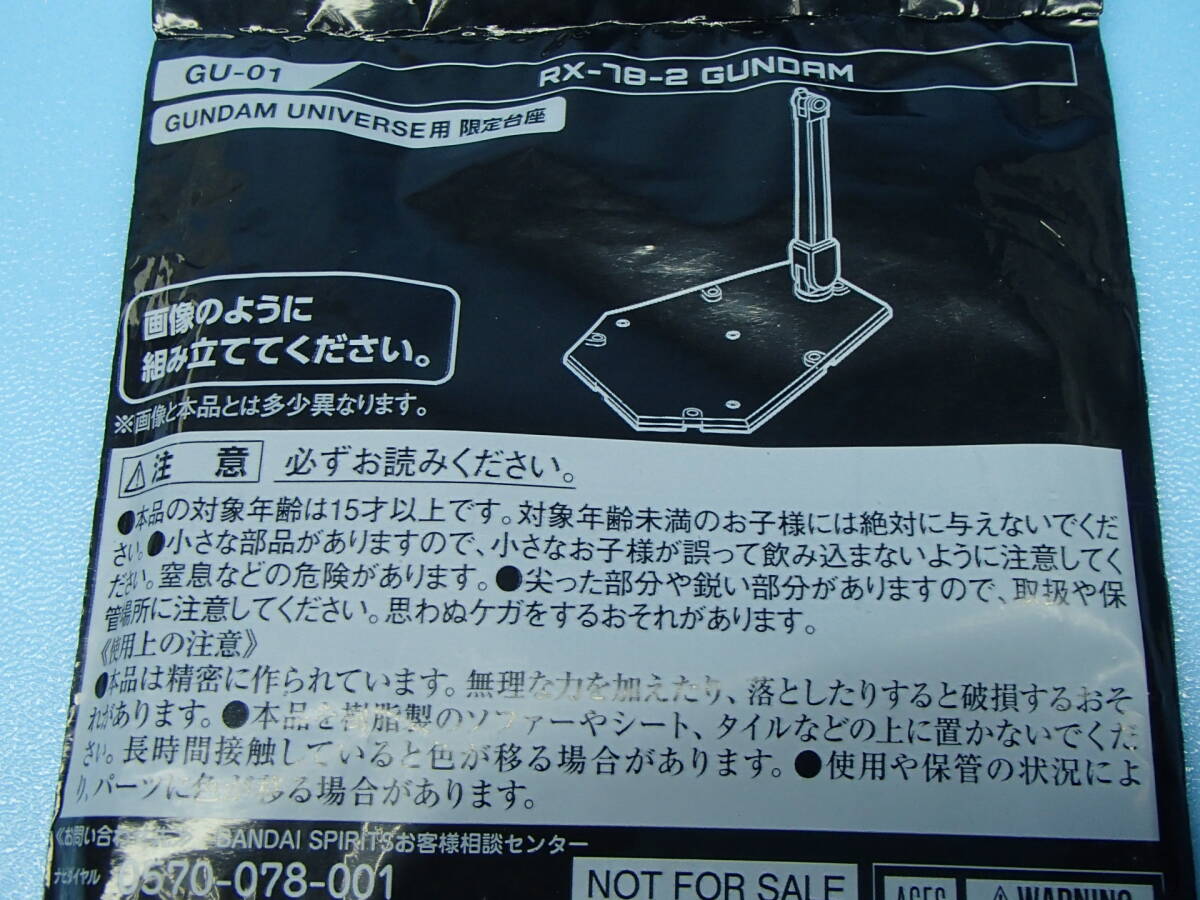 GU-01
RX-78-2 GUNDAM
GUNDAM UNIVERSE用 限定台座
画像のように
組み立ててください。
※画像と本品とは多少異なります。
⚠注 意 必ずお読みください。
●本品の対象年齢は15才以上です。対象年齢未満のお子様には絶対に与えないでくだ
さい。●小さな部品がありますので、小さなお子様が誤って飲み込まないように注意してく
ださい。窒息などの危険があります。●尖った部分や鋭い部分がありますので、取扱や保
管場所に注意してください。思わぬケガをするおそれがあります。
《使用上の注意》
●本品は精密に作られています。無理な力を加えたり、落としたりすると破損するおそ
れがあります。●本品を樹脂製のソファーやシート、タイルなどの上に置かないでくだ
さい。長時間接触していると色が移る場合があります。●使用や保管の状況によ
り、パーツに色が移る場合があります。
《お問い合わ BANDAI SPIRITSお客様相談センター
ナビダイヤル 0570-078-001
NOT FOR SALE
AGES
⚠WARNING